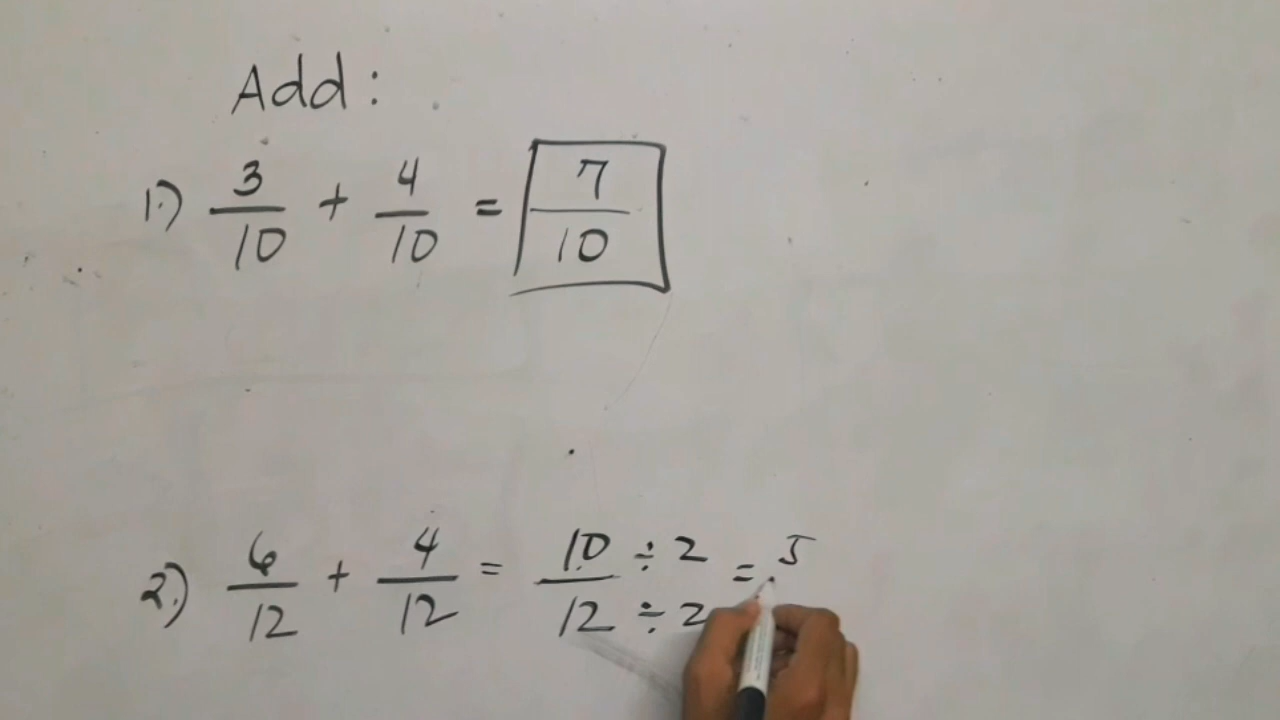 Add:
1.) 3/10 + 4/10 = 7/10
2.) 6/12 + 4/12 = 10 ÷ 2 / 12 ÷ 2 = 5